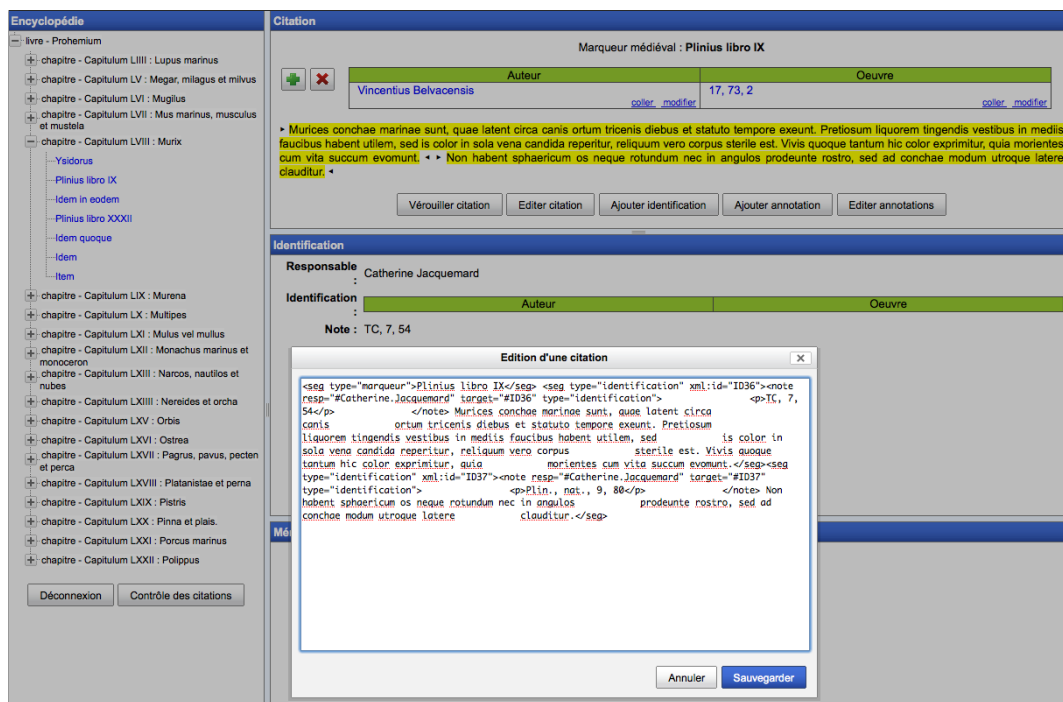 Encyclopédie
livre - Prohemium
chapitre - Capitulum LIII : Lupus marinus
chapitre - Capitulum LV : Megar, milagus et milvus
chapitre - Capitulum LVI : Mugilus
chapitre - Capitulum LVII : Mus marinus, musculus
et mustela
chapitre - Capitulum LVIII : Murix
Ysidorus
Plinius libro IX
Idem in eodem
Plinius libro XXXII
Idem quoque
Idem
Item
chapitre - Capitulum LIX : Murena
chapitre - Capitulum LX : Multipes
chapitre - Capitulum LXI : Mulus vel mullus
chapitre - Capitulum LXII : Monachus marinus et
monoceron
chapitre - Capitulum LXIII : Narcos, nautilos et
nubes
chapitre - Capitulum LXIIII : Nereides et orcha
chapitre - Capitulum LXV : Orbis
chapitre - Capitulum LXVI : Ostrea
chapitre - Capitulum LXVII : Pagrus, pavus, pecten
et perca
chapitre - Capitulum LXVIII : Platanistae et perna
chapitre - Capitulum LXIX : Pistris
chapitre - Capitulum LXX : Pinna et plais.
chapitre - Capitulum LXXI : Porcus marinus
chapitre - Capitulum LXXII : Polippus
Déconnexion Contrôle des citations
Citation
Marqueur médiéval : Plinius libro IX
Auteur Oeuvre
Vincentius Belvacensis 17, 73, 2
coller modifier coller modifier
▸ Murices conchae marinae sunt, quae latent circa canis ortum tricenis diebus et statuto tempore exeunt. Pretiosum liquorem tingendis vestibus in mediis
faucibus habent utilem, sed is color in sola vena candida reperitur, reliquum vero corpus sterile est. Vivis quoque tantum hic color exprimitur, quia morientes
cum vita succum evomunt. ◂ ▸ Non habent sphaericum os neque rotundum nec in angulos prodeunte rostro, sed ad conchae modum utroque latere
clauditur. ◂
Vérouiller citation Editer citation Ajouter identification Ajouter annotation Editer annotations
Identification
Responsable
: Catherine Jacquemard
Identification
: Auteur Oeuvre
Note : TC, 7, 54
Edition d'une citation
<seg type="marqueur">Plinius libro IX</seg> <seg type="identification" xml:id="ID36"><note
resp="#Catherine.Jacquemard" target="#ID36" type="identification"> <p>TC, 7,
54</p> </note> Murices conchae marinae sunt, quae latent circa
canis ortum tricenis diebus et statuto tempore exeunt. Pretiosum
liquorem tingendis vestibus in mediis faucibus habent utilem, sed is color in
sola vena candida reperitur, reliquum vero corpus sterile est. Vivis quoque
tantum hic color exprimitur, quia morientes cum vita succum evomunt.</seg><seg
type="identification" xml:id="ID37"><note resp="#Catherine.Jacquemard" target="#ID37"
type="identification"> <p>Plin., nat., 9, 80</p> </note> Non
habent sphaericum os neque rotundum nec in angulos prodeunte rostro, sed ad
conchae modum utroque latere clauditur.</seg>
Annuler Sauvegarder